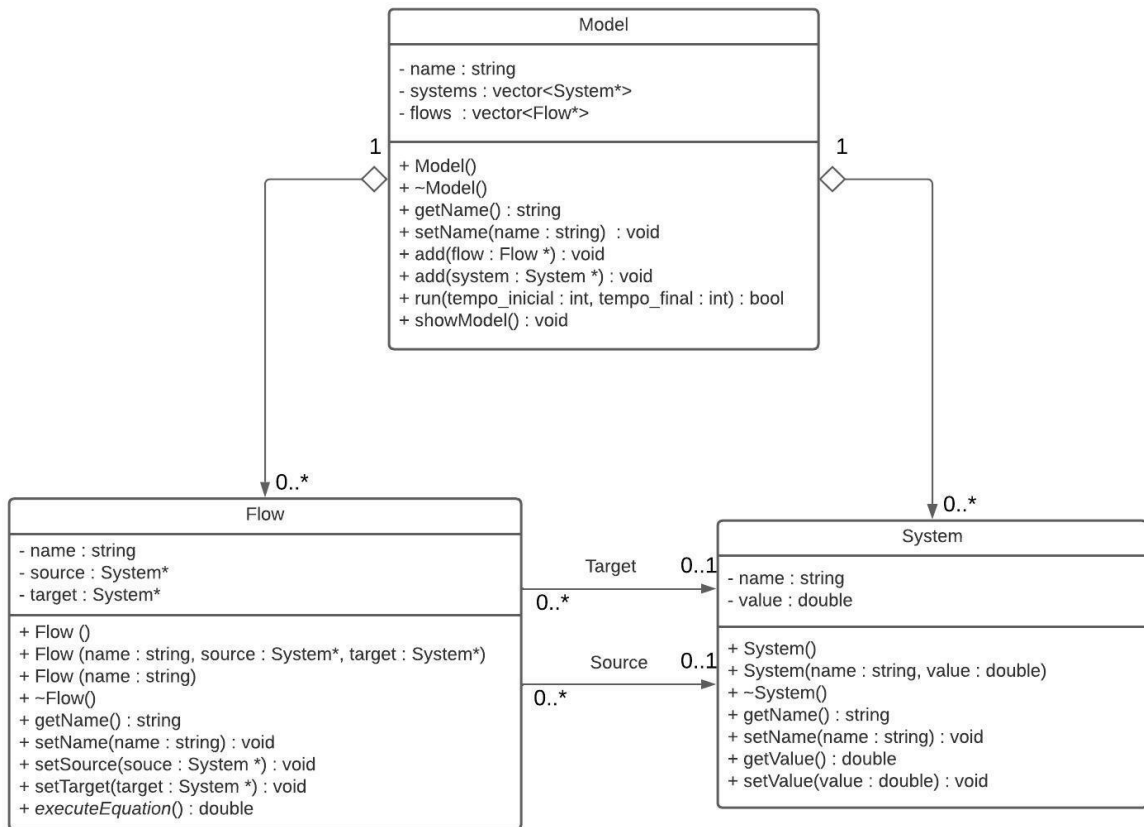 Model
- name : string
- systems : vector<System*>
- flows : vector<Flow*>
1
1
+ Model()
+ ~Model()
+ getName() : string
+ setName(name : string) : void
+ add(flow : Flow *) : void
+ add(system : System *) : void
+ run(tempo_inicial : int, tempo_final : int) : bool
+ showModel() : void
0..*
0..*
Flow
- name : string
- source : System*
- target : System*
+ Flow ()
+ Flow (name : string, source : System*, target : System*)
+ Flow (name : string)
+ ~Flow()
+ getName() : string
+ setName(name : string) : void
+ setSource(souce : System *) : void
+ setTarget(target : System *) : void
+ executeEquation() : double
Target
0..1
0..*
Source
0..1
0..*
System
- name : string
- value : double
+ System()
+ System(name : string, value : double)
+ ~System()
+ getName() : string
+ setName(name : string) : void
+ getValue() : double
+ setValue(value : double) : void